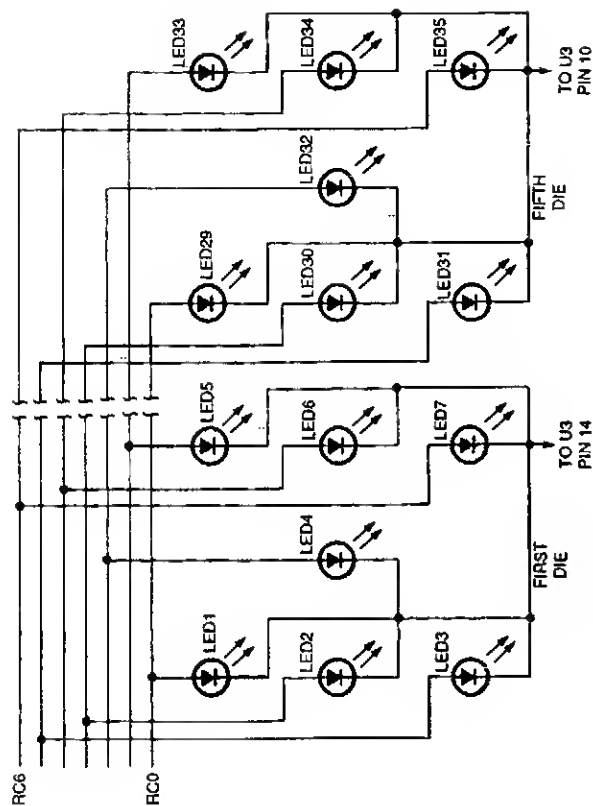 RC6
RC0
LED1
LED2
LED3
LED4
LED5
LED6
LED7
FIRST
DIE
TO U3
PIN 14
LED29
LED30
LED31
LED32
LED33
LED34
LED35
FIFTH
DIE
TO U3
PIN 10